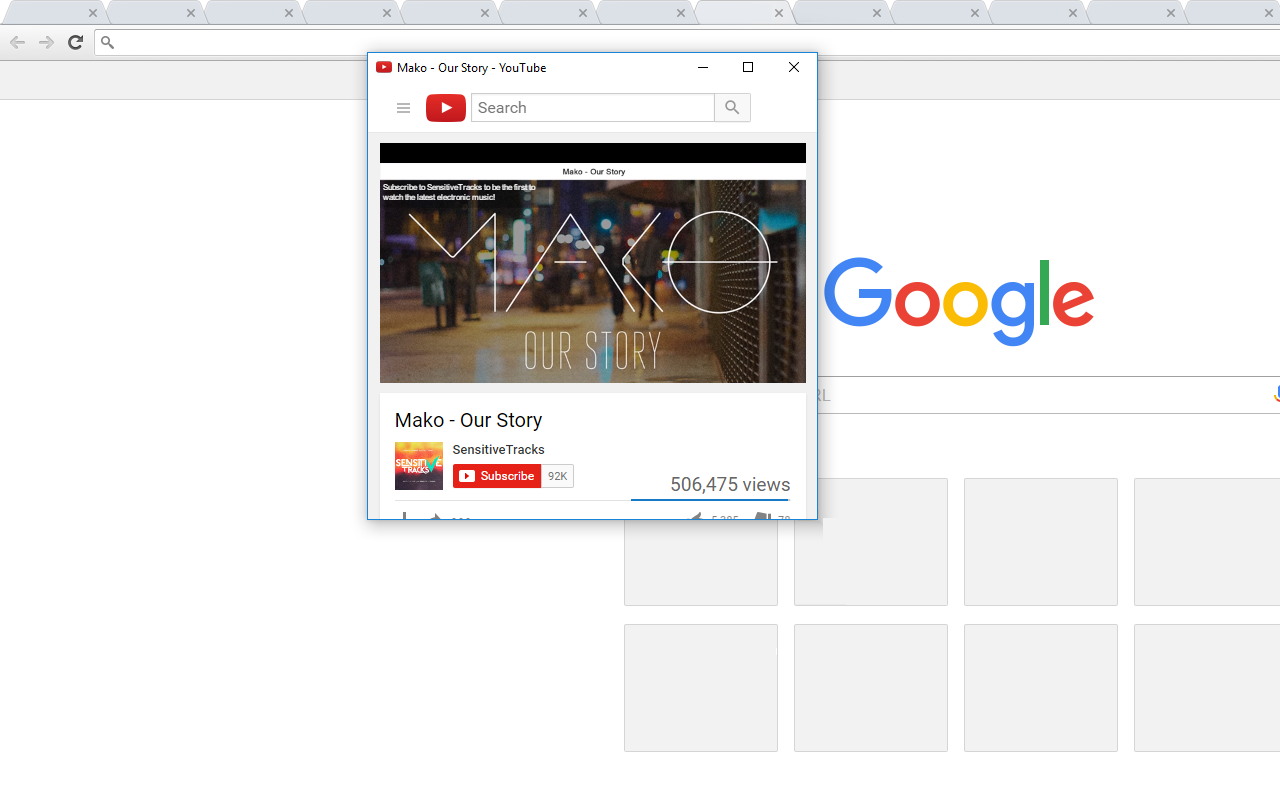 Mako - Our Story - YouTube
Search
Mako - Our Story
Subscribe to SensitiveTracks to be the first to
watch the latest electronic music!
MAKO
OUR STORY
Google
RL
Mako - Our Story
SENSITIVE
TRACKS
SensitiveTracks
Subscribe 92K
506,475 views